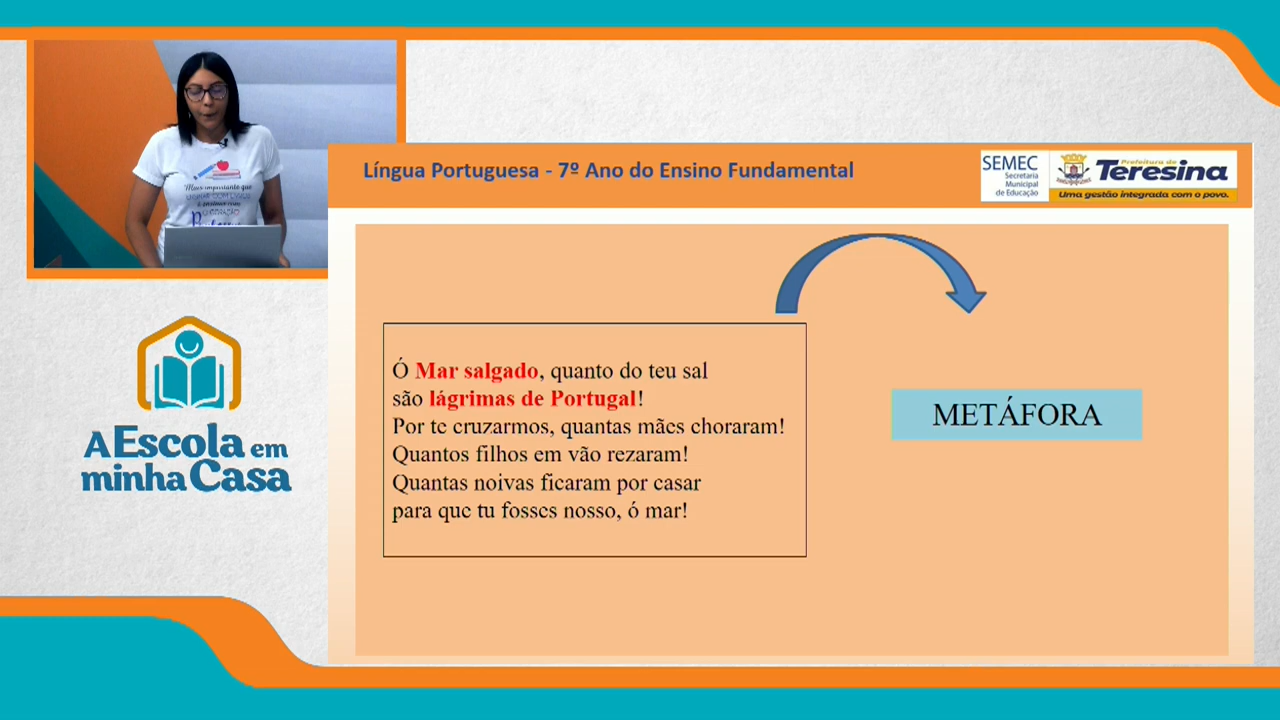 Mais importante que
Língua Portuguesa - 7º Ano do Ensino Fundamental
SEMEC
Secretaria
Municipal
de Educação
Prefeitura de
Teresina
Uma gestão integrada com o povo.
Ó Mar salgado, quanto do teu sal
são lágrimas de Portugal!
Por te cruzarmos, quantas mães choraram!
Quantos filhos em vão rezaram!
Quantas noivas ficaram por casar
para que tu fosses nosso, ó mar!
METÁFORA
A Escola em
minha Casa